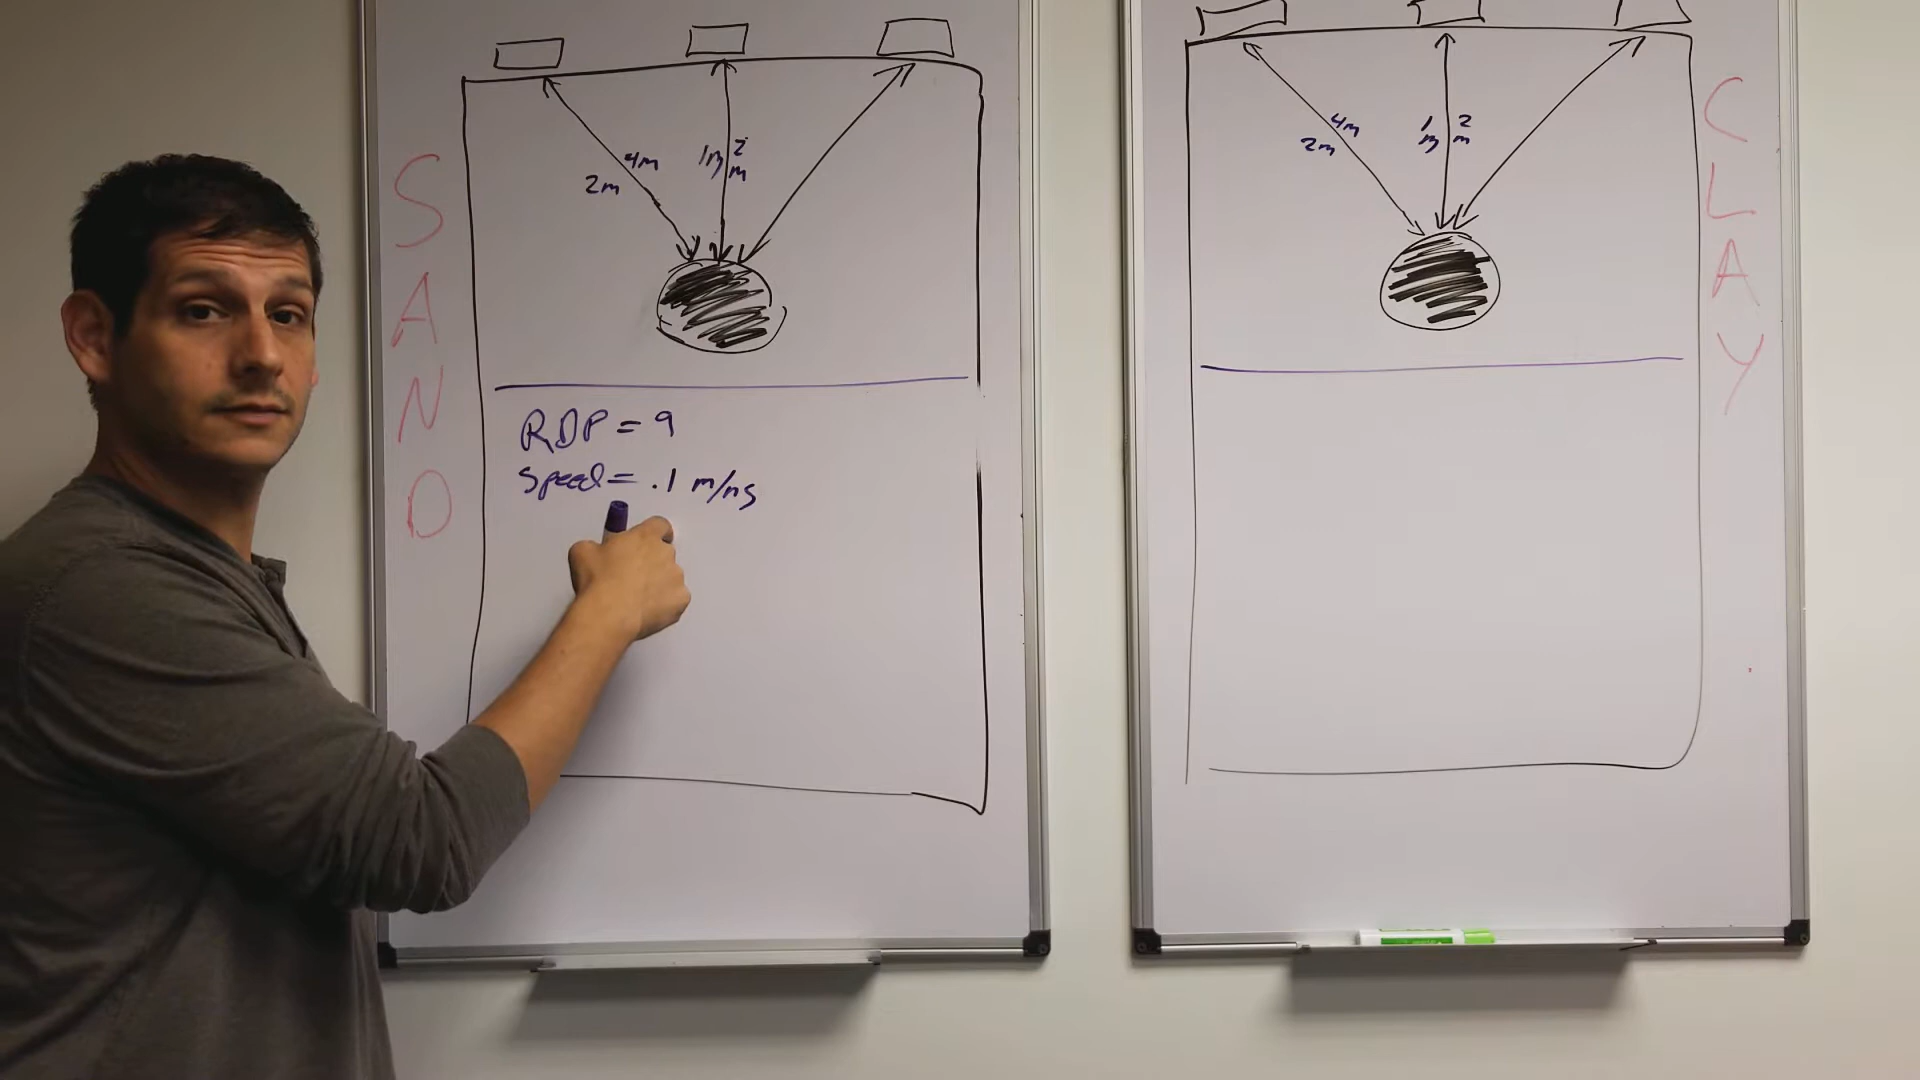 SAND
4m
2m
1m
2
m
RDP = 9
Speed = .1 m/ns
4m
2m
1
m
2
m
CLAY